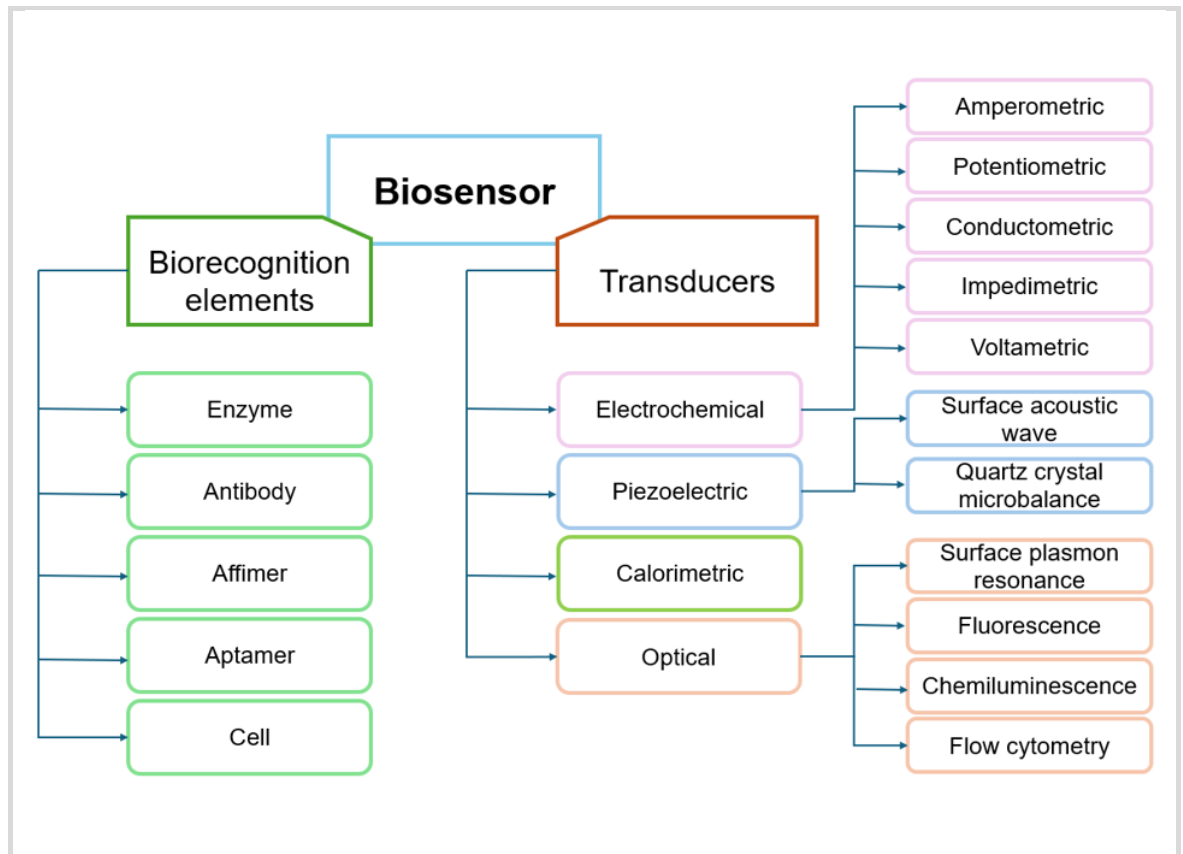 Biosensor
Biorecognition
elements
Enzyme
Antibody
Affimer
Aptamer
Cell
Transducers
Electrochemical
Piezoelectric
Calorimetric
Optical
Amperometric
Potentiometric
Conductometric
Impedimetric
Voltametric
Surface acoustic
wave
Quartz crystal
microbalance
Surface plasmon
resonance
Fluorescence
Chemiluminescence
Flow cytometry